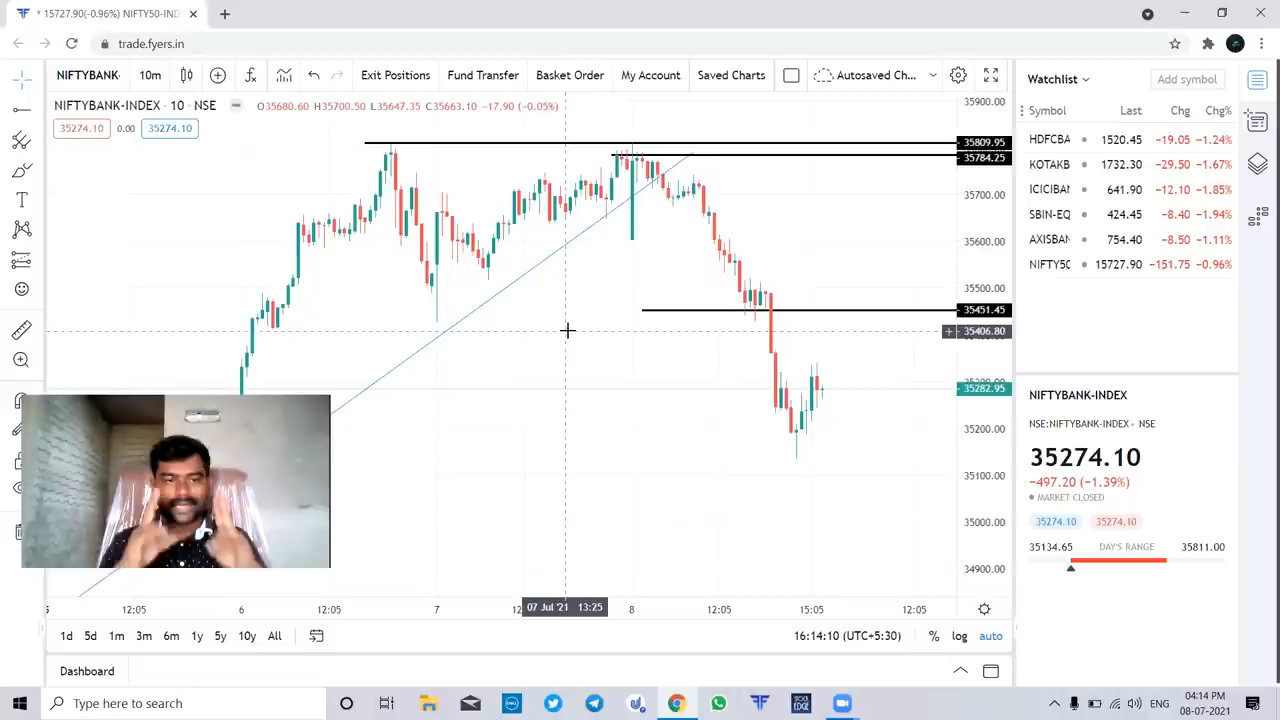 * 15727.90(-0.96%) NIFTY50-IND
trade.fyers.in
NIFTYBANK- 10m Exit Positions Fund Transfer Basket Order My Account Saved Charts Autosaved Ch...
NIFTYBANK-INDEX · 10 · NSE O35680.60 H35700.50 L35647.35 C35663.10 −17.90 (−0.05%)
35274.10 0.00 35274.10
35900.00
35809.95
35784.25
35700.00
35600.00
35500.00
35451.45
35406.80
35282.95
35200.00
35100.00
35000.00
34900.00
12:05 6 12:05 7 07 Jul '21 13:25 8 12:05 15:05 12:05
1d 5d 1m 3m 6m 1y 5y 10y All 16:14:10 (UTC+5:30) % log auto
Dashboard
Watchlist Add symbol
Symbol Last Chg Chg%
HDFCBA 1520.45 −19.05 −1.24%
KOTAKB 1732.30 −29.50 −1.67%
ICICIBAN 641.90 −12.10 −1.85%
SBIN-EQ 424.45 −8.40 −1.94%
AXISBAN 754.40 −8.50 −1.11%
NIFTY50 15727.90 −151.75 −0.96%
NIFTYBANK-INDEX
NSE:NIFTYBANK-INDEX - NSE
35274.10
−497.20 (−1.39%)
MARKET CLOSED
35274.10 35274.10
35134.65 DAY'S RANGE 35811.00
Type here to search
ENG
04:14 PM
08-07-2021